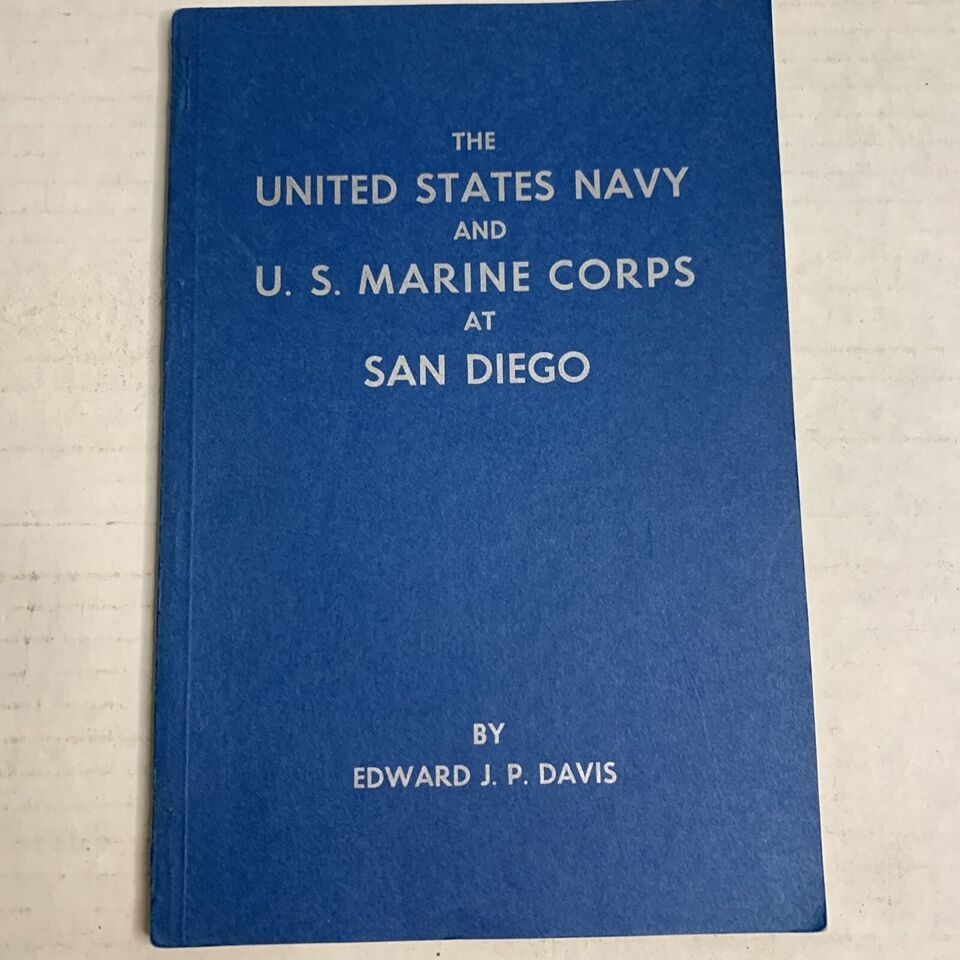 THE
UNITED STATES NAVY
AND
U. S. MARINE CORPS
AT
SAN DIEGO
BY
EDWARD J. P. DAVIS